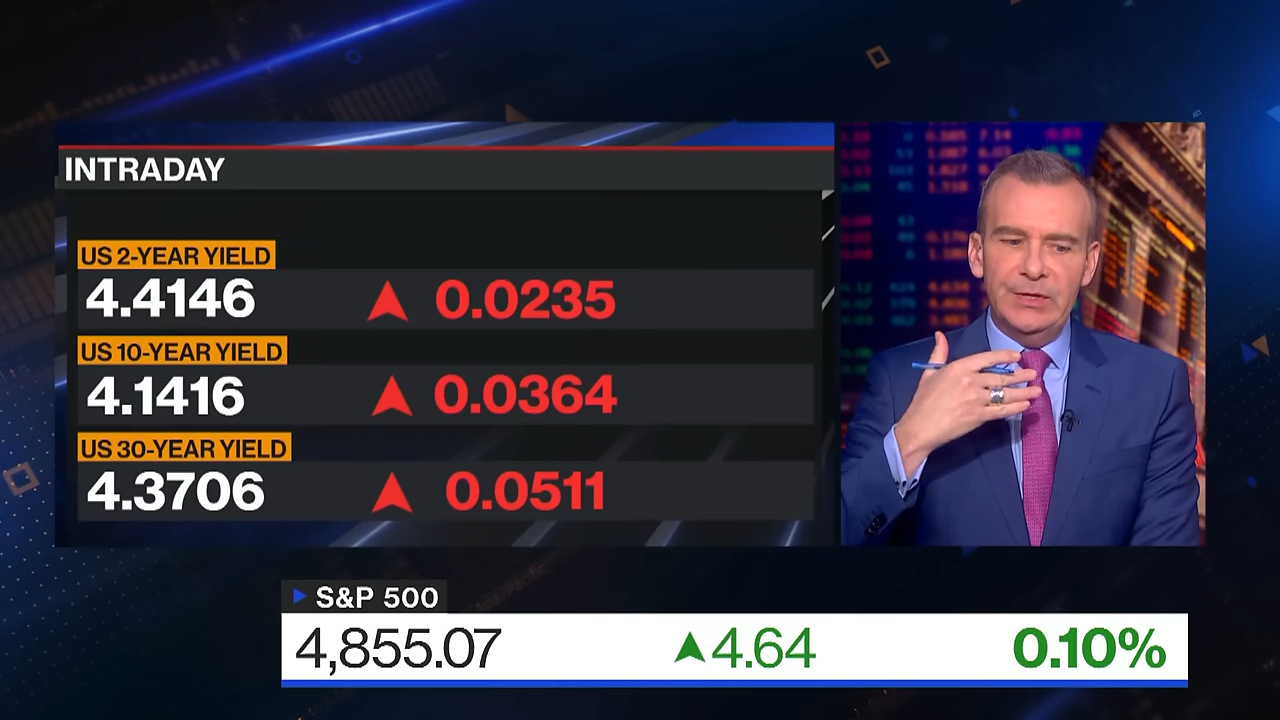 INTRADAY
US 2-YEAR YIELD
4.4146 ▲ 0.0235
US 10-YEAR YIELD
4.1416 ▲ 0.0364
US 30-YEAR YIELD
4.3706 ▲ 0.0511
S&P 500
4,855.07 ▲4.64 0.10%